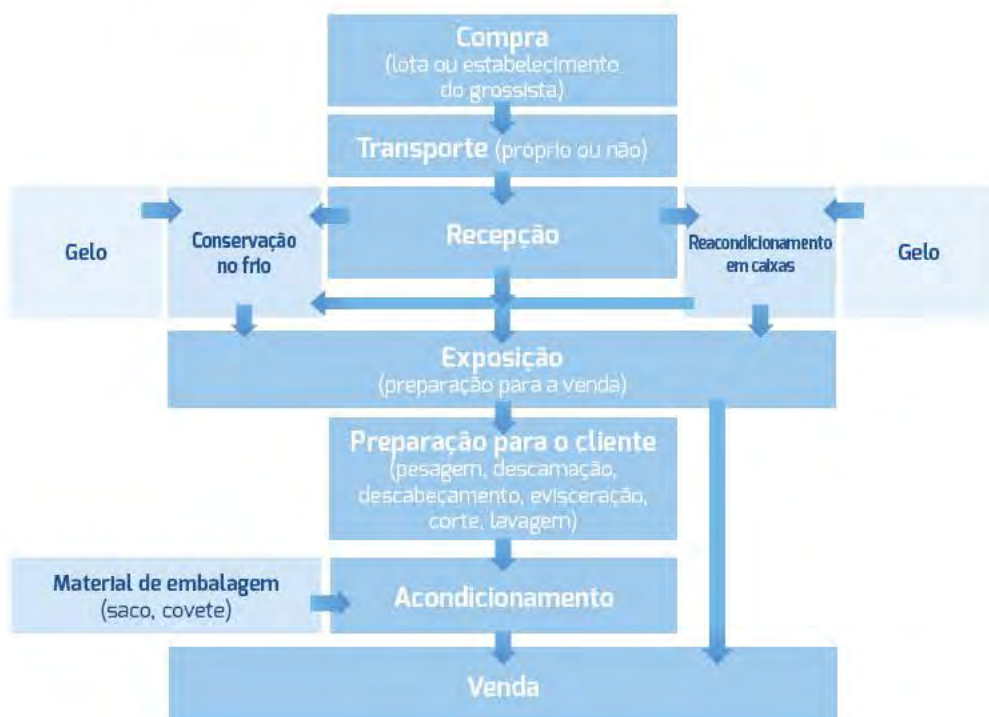 Compra
(lota ou estabelecimento
do grossista)
Transporte (próprio ou não)
Gelo
Conservação
no frio
Recepção
Reacondicionamento
em caixas
Gelo
Exposição
(preparação para a venda)
Preparação para o cliente
(pesagem, descamação,
descabeçamento, evisceração,
corte, lavagem)
Material de embalagem
(saco, covete)
Acondicionamento
Venda